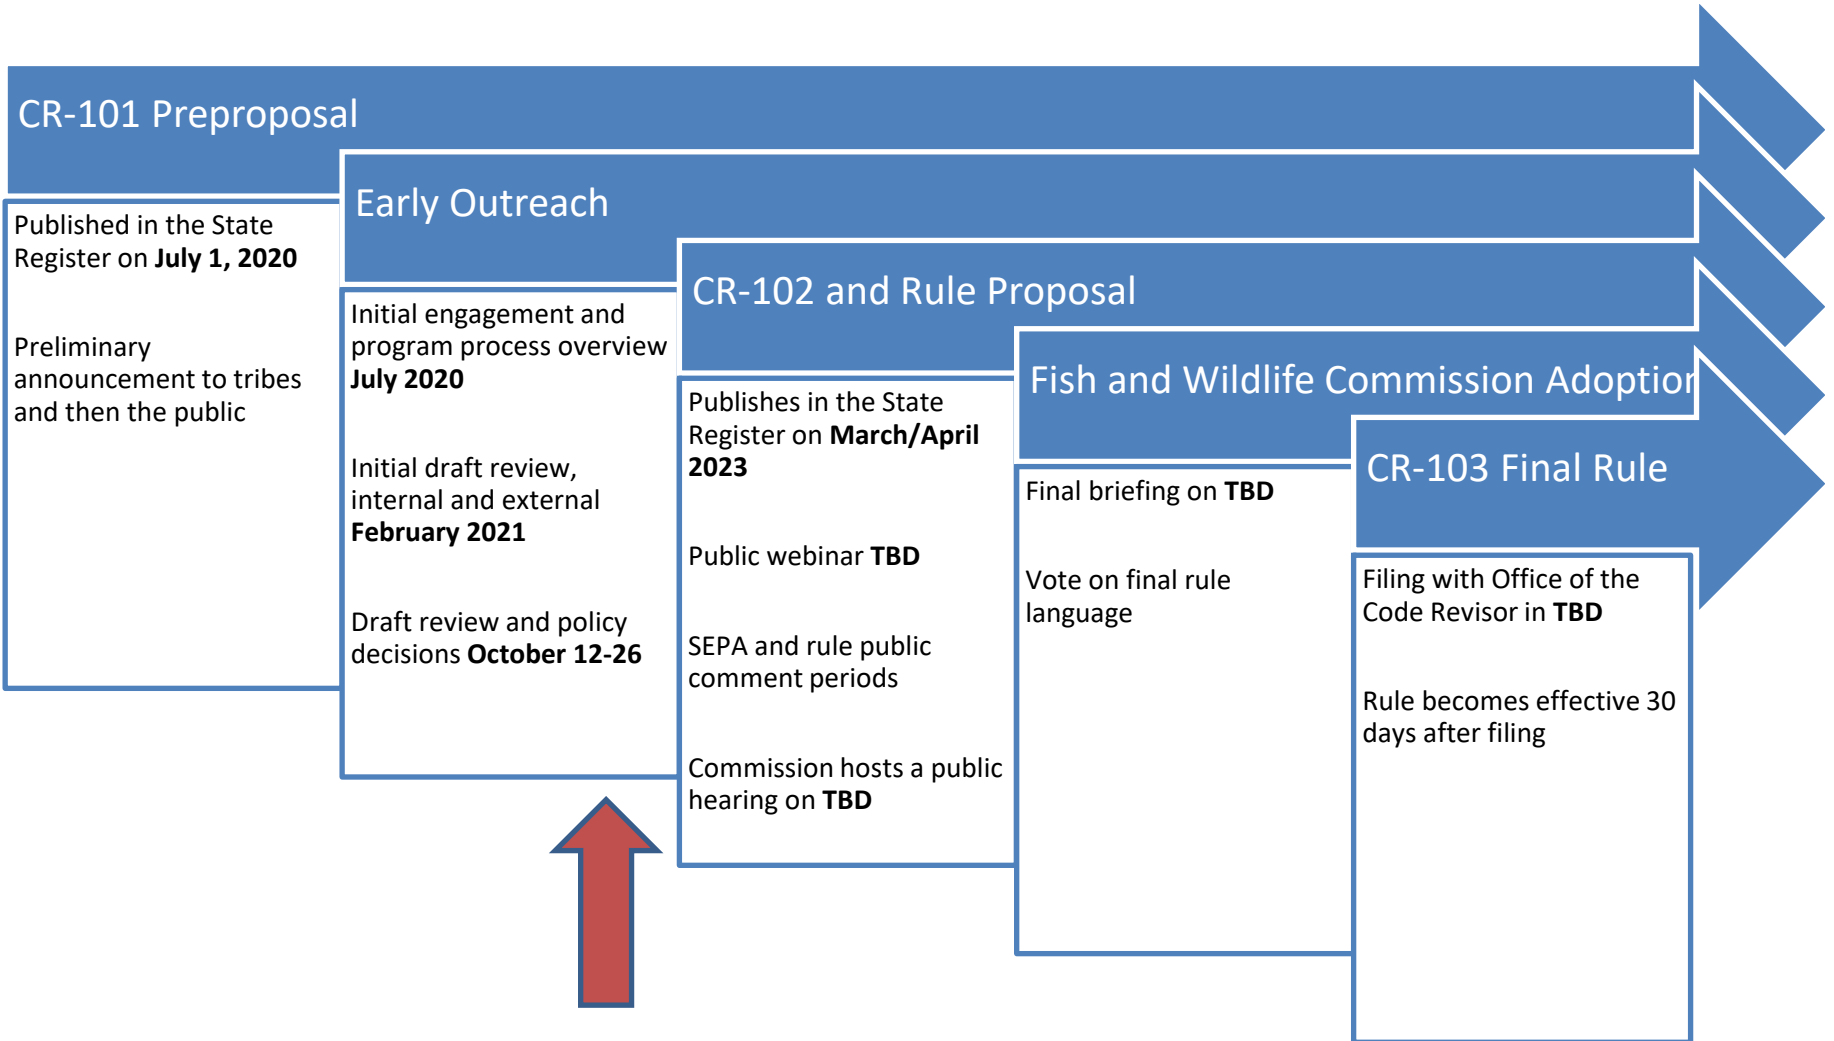 CR-101 Preproposal
Published in the State
Register on July 1, 2020
Preliminary
announcement to tribes
and then the public
Early Outreach
Initial engagement and
program process overview
July 2020
Initial draft review,
internal and external
February 2021
Draft review and policy
decisions October 12-26
CR-102 and Rule Proposal
Publishes in the State
Register on March/April
2023
Public webinar TBD
SEPA and rule public
comment periods
Commission hosts a public
hearing on TBD
Fish and Wildlife Commission Adoption
Final briefing on TBD
Vote on final rule
language
CR-103 Final Rule
Filing with Office of the
Code Revisor in TBD
Rule becomes effective 30
days after filing